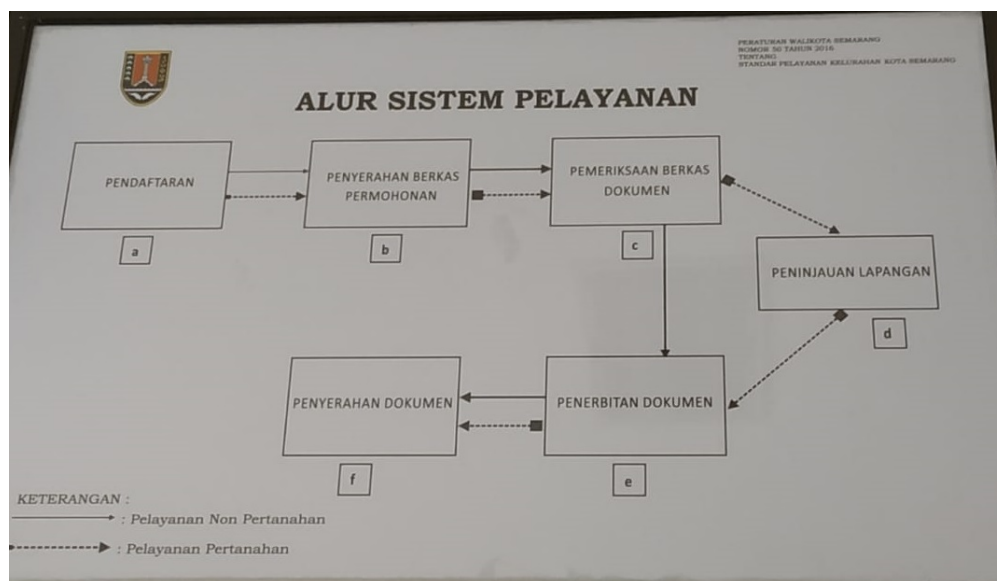 PERATURAN WALIKOTA SEMARANG
NOMOR 50 TAHUN 2016
TENTANG
STANDAR PELAYANAN KELURAHAN KOTA SEMARANG
ALUR SISTEM PELAYANAN
PENDAFTARAN
a
PENYERAHAN BERKAS
PERMOHONAN
b
PEMERIKSAAN BERKAS
DOKUMEN
c
PENINJAUAN LAPANGAN
d
PENERBITAN DOKUMEN
e
PENYERAHAN DOKUMEN
f
KETERANGAN :
: Pelayanan Non Pertanahan
: Pelayanan Pertanahan